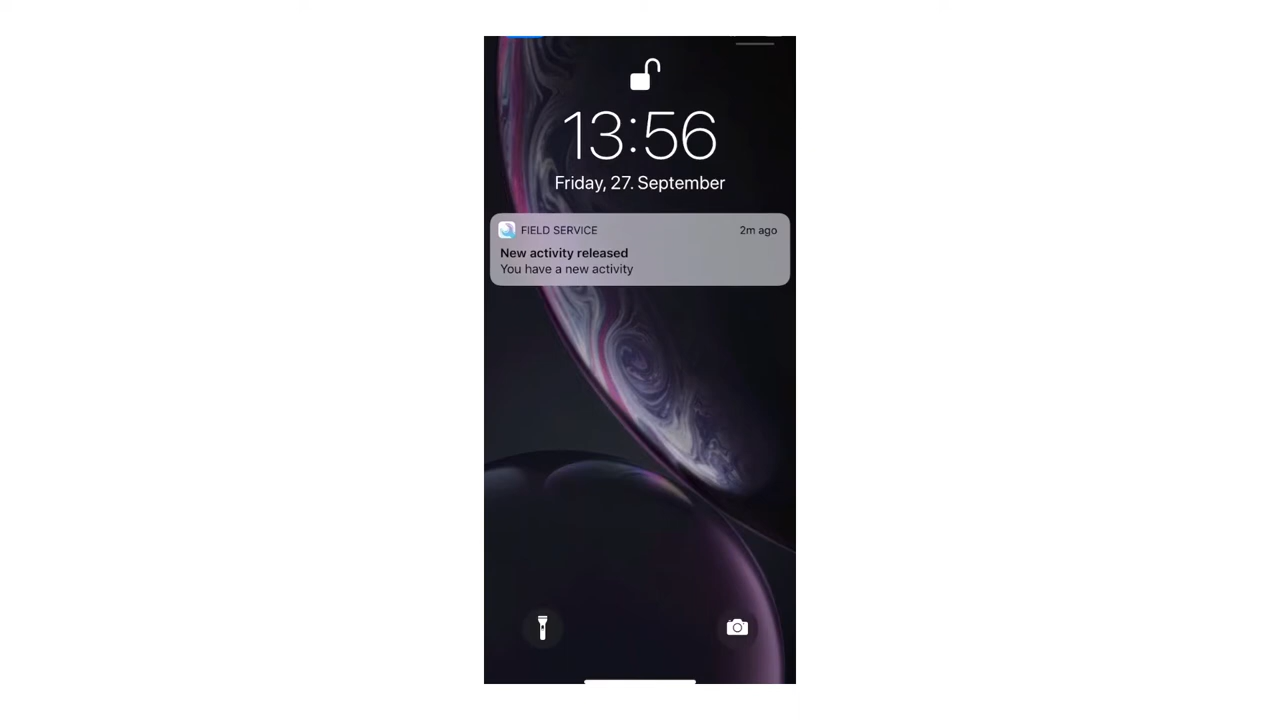 13:56
Friday, 27. September
FIELD SERVICE 2m ago
New activity released
You have a new activity